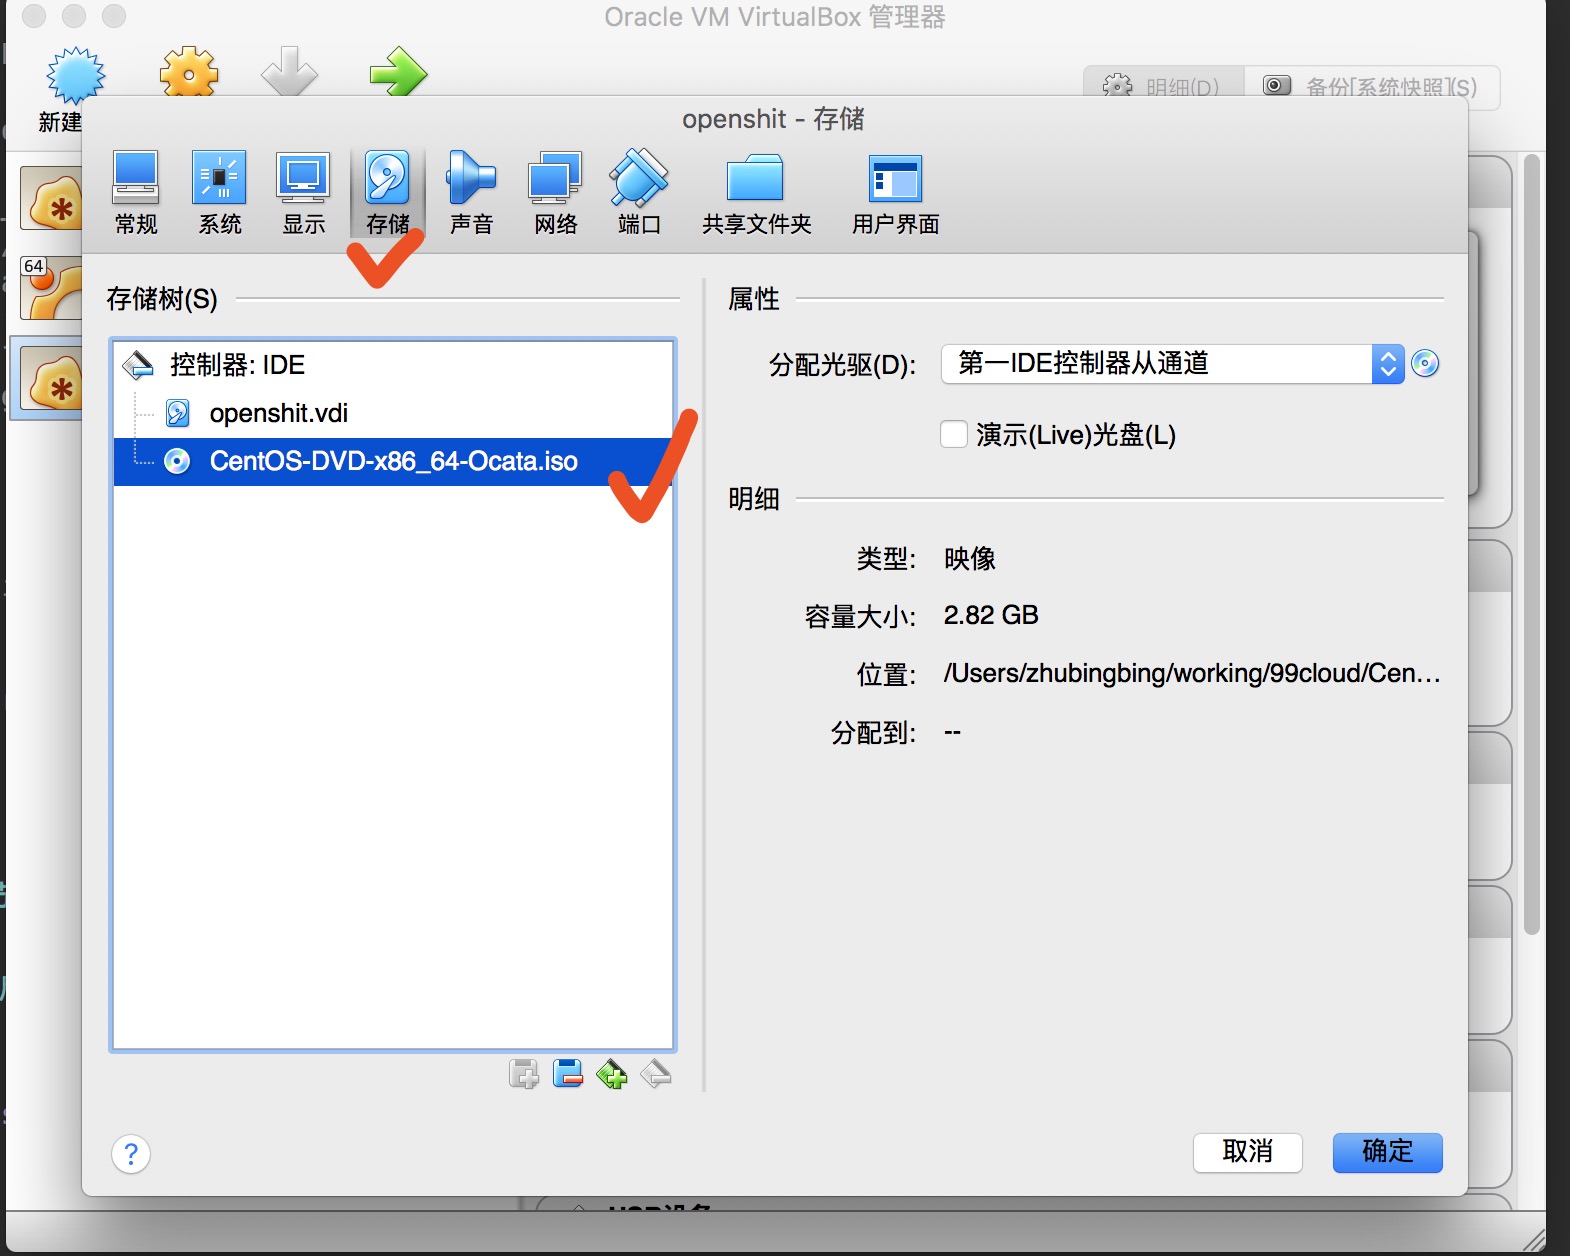 Oracle VM VirtualBox 管理器
新建
明细(D)
备份[系统快照](S)
openshit - 存储
常规
系统
显示
存储
声音
网络
端口
共享文件夹
用户界面
64
存储树(S)
控制器: IDE
openshit.vdi
CentOS-DVD-x86_64-Ocata.iso
属性
分配光驱(D): 第一IDE控制器从通道
演示(Live)光盘(L)
明细
类型: 映像
容量大小: 2.82 GB
位置: /Users/zhubingbing/working/99cloud/Cen...
分配到: --
?
取消
确定